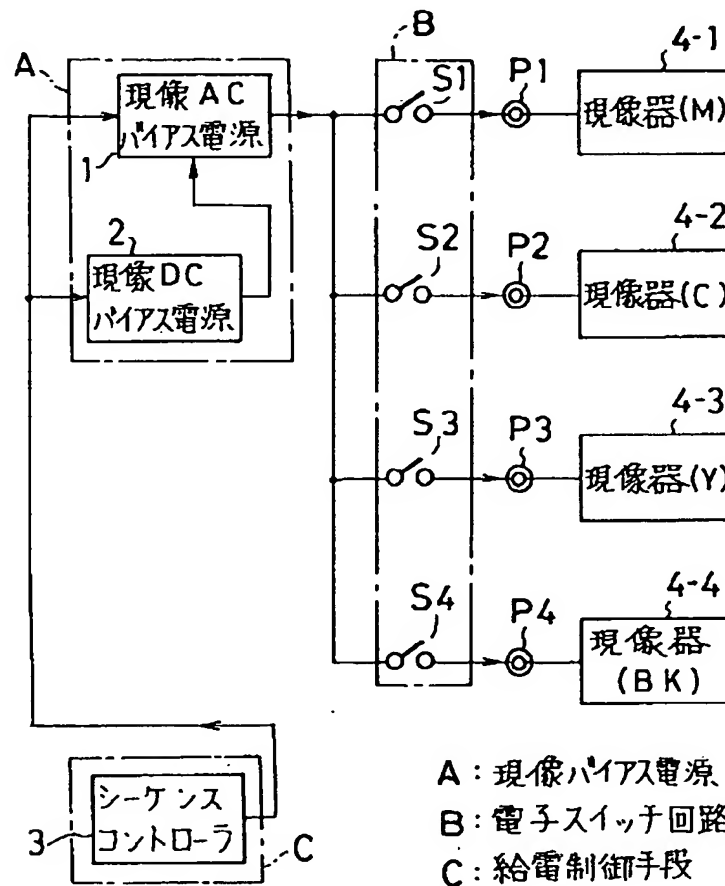 A
現像AC
バイアス電源
1
2
現像DC
バイアス電源
B
S1
P1
4-1
現像器(M)
S2
P2
4-2
現像器(C)
S3
P3
4-3
現像器(Y)
S4
P4
4-4
現像器
(BK)
シーケンス
コントローラ
3
C
A:現像バイアス電源
B:電子スイッチ回路
C:給電制御手段